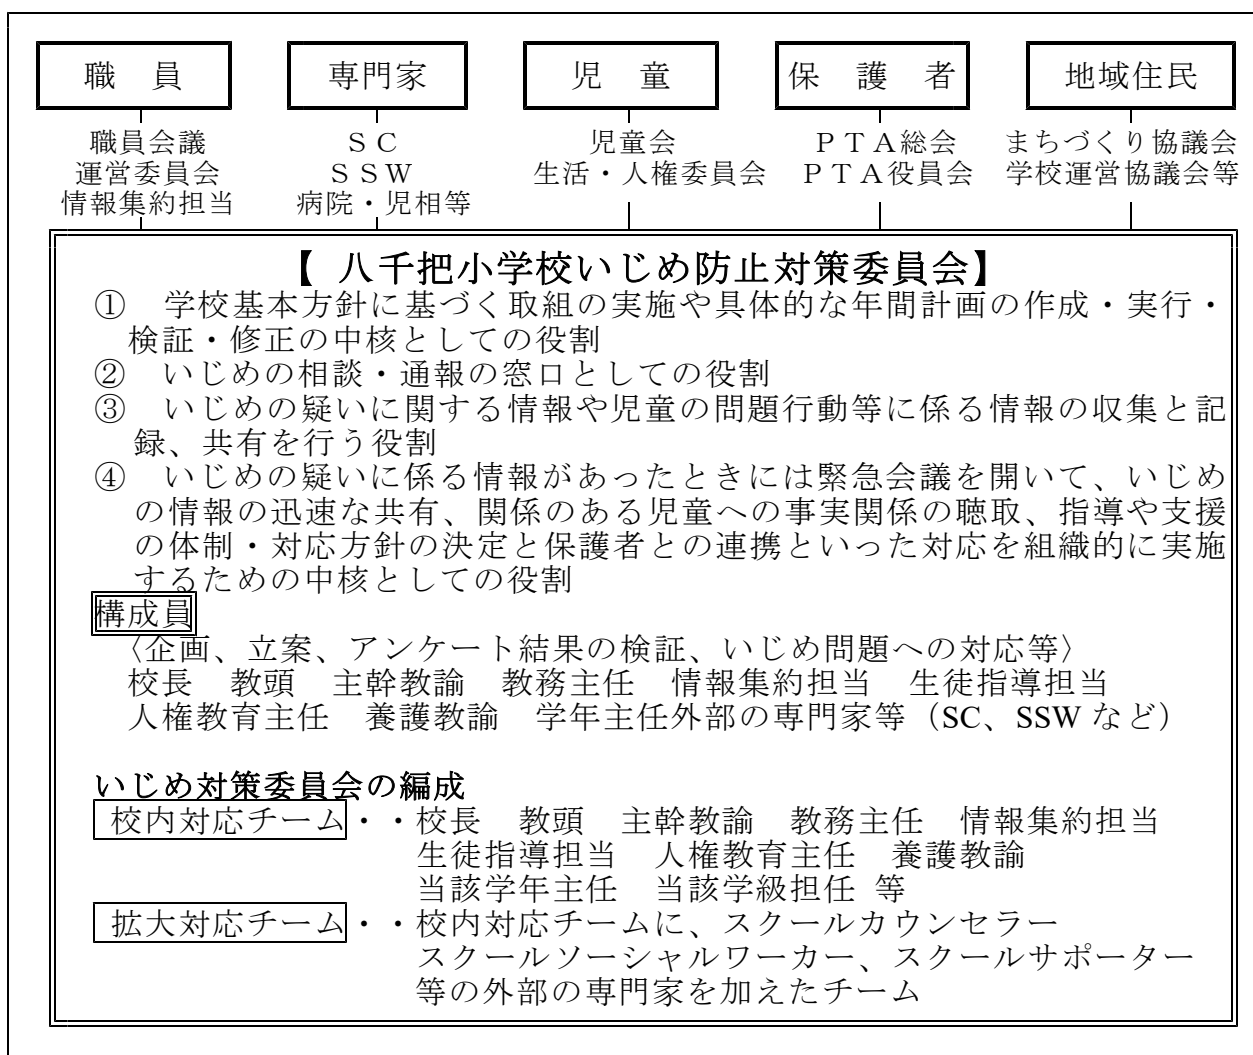 職　員　専門家　児　童　保　護　者　地域住民
職員会議　ＳＣ　児童会　ＰＴＡ総会　まちづくり協議会
運営委員会　ＳＳＷ　生活・人権委員会　ＰＴＡ役員会　学校運営協議会等
情報集約担当　病院・児相等
【 八千把小学校いじめ防止対策委員会】
①　学校基本方針に基づく取組の実施や具体的な年間計画の作成・実行・
検証・修正の中核としての役割
②　いじめの相談・通報の窓口としての役割
③　いじめの疑いに関する情報や児童の問題行動等に係る情報の収集と記
録、共有を行う役割
④　いじめの疑いに係る情報があったときには緊急会議を開いて、いじめ
の情報の迅速な共有、関係のある児童への事実関係の聴取、指導や支援
の体制・対応方針の決定と保護者との連携といった対応を組織的に実施
するための中核としての役割
構成員
〈企画、立案、アンケート結果の検証、いじめ問題への対応等〉
校長　教頭　主幹教諭　教務主任　情報集約担当　生徒指導担当
人権教育主任　養護教諭　学年主任外部の専門家等（SC、SSW など）
いじめ対策委員会の編成
校内対応チーム・・校長　教頭　主幹教諭　教務主任　情報集約担当
生徒指導担当　人権教育主任　養護教諭
当該学年主任　当該学級担任 等
拡大対応チーム・・校内対応チームに、スクールカウンセラー
スクールソーシャルワーカー、スクールサポーター
等の外部の専門家を加えたチーム